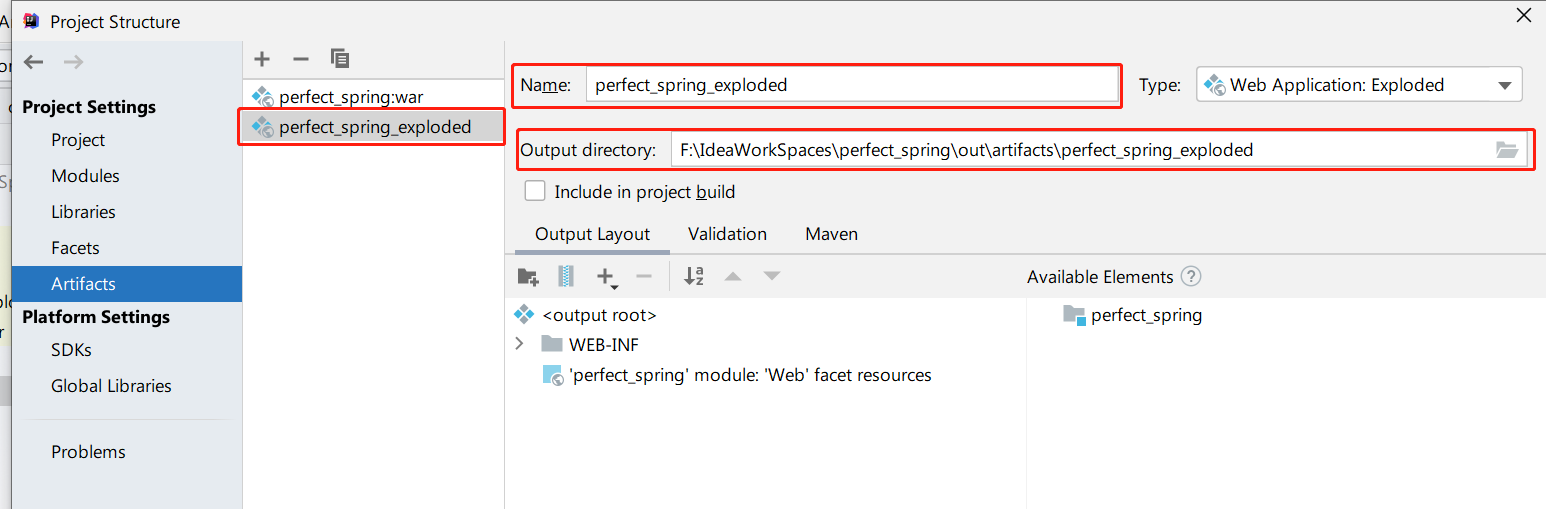 Project Structure
Project Settings
Project
Modules
Libraries
Facets
Artifacts
Platform Settings
SDKs
Global Libraries
Problems
perfect_spring:war
perfect_spring_exploded
Name: perfect_spring_exploded
Type: Web Application: Exploded
Output directory: F:\IdeaWorkSpaces\perfect_spring\out\artifacts\perfect_spring_exploded
Include in project build
Output Layout Validation Maven
Available Elements ?
<output root>
WEB-INF
'perfect_spring' module: 'Web' facet resources
perfect_spring